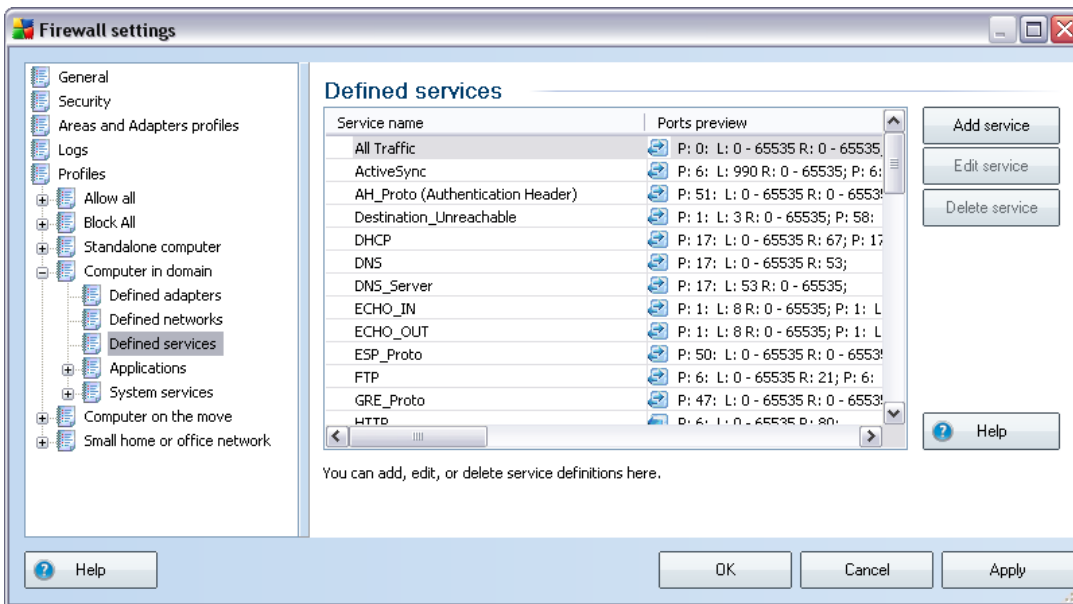 Firewall settings
General
Security
Areas and Adapters profiles
Logs
Profiles
Allow all
Block All
Standalone computer
Computer in domain
Defined adapters
Defined networks
Defined services
Applications
System services
Computer on the move
Small home or office network
Defined services
Service name Ports preview
All Traffic P: 0: L: 0 - 65535 R: 0 - 65535
ActiveSync P: 6: L: 990 R: 0 - 65535; P: 6:
AH_Proto (Authentication Header) P: 51: L: 0 - 65535 R: 0 - 6553
Destination_Unreachable P: 1: L: 3 R: 0 - 65535; P: 58:
DHCP P: 17: L: 0 - 65535 R: 67; P: 17
DNS P: 17: L: 0 - 65535 R: 53;
DNS_Server P: 17: L: 53 R: 0 - 65535;
ECHO_IN P: 1: L: 8 R: 0 - 65535; P: 1: L
ECHO_OUT P: 1: L: 8 R: 0 - 65535; P: 1: L
ESP_Proto P: 50: L: 0 - 65535 R: 0 - 6553
FTP P: 6: L: 0 - 65535 R: 21; P: 6:
GRE_Proto P: 47: L: 0 - 65535 R: 0 - 6553
HTTP P: 6: L: 0 - 65535 R: 80;
Add service
Edit service
Delete service
Help
You can add, edit, or delete service definitions here.
Help
OK
Cancel
Apply